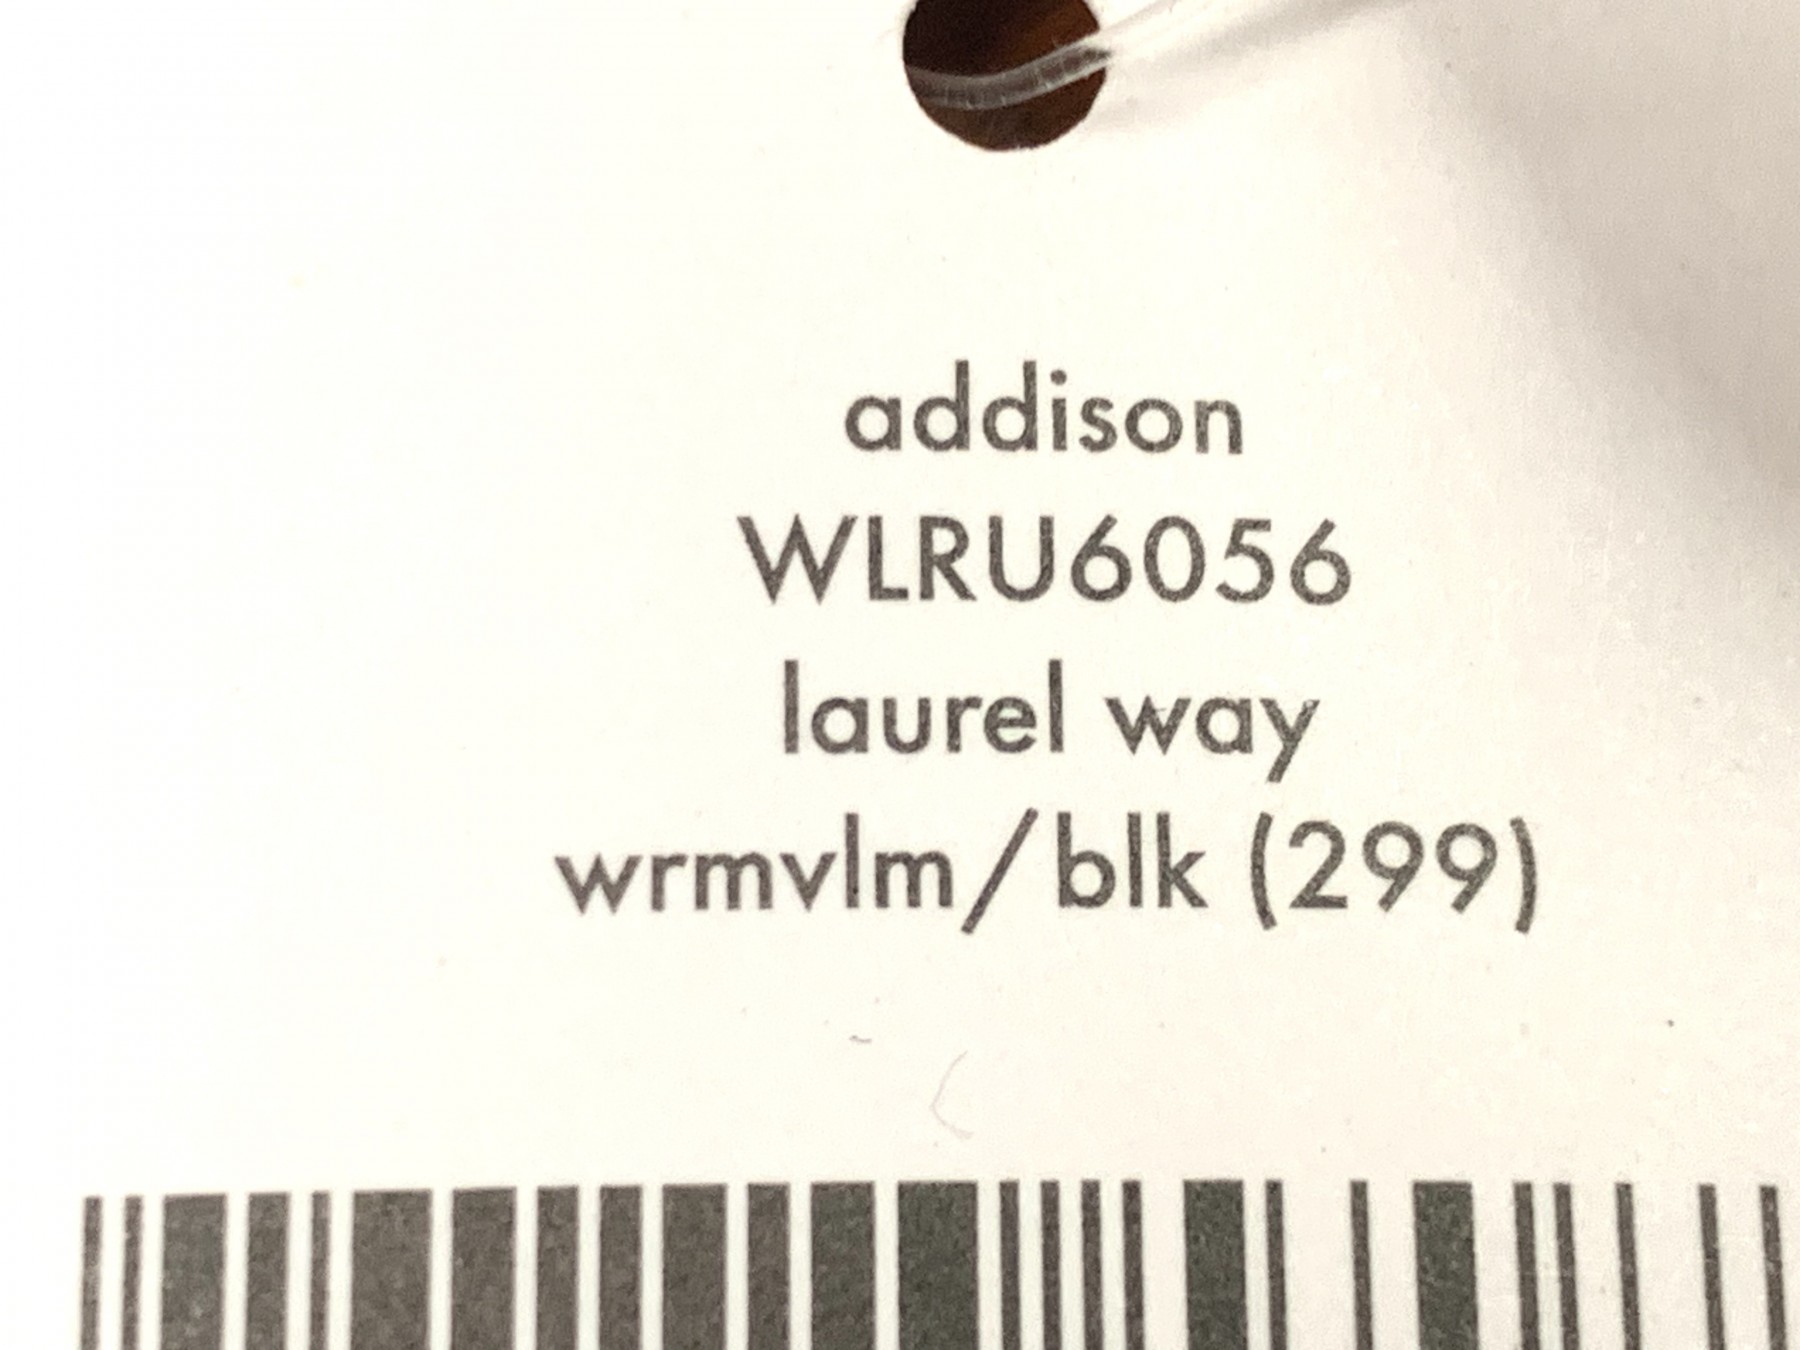 addison
WLRU6056
laurel way
wrmvlm/blk (299)